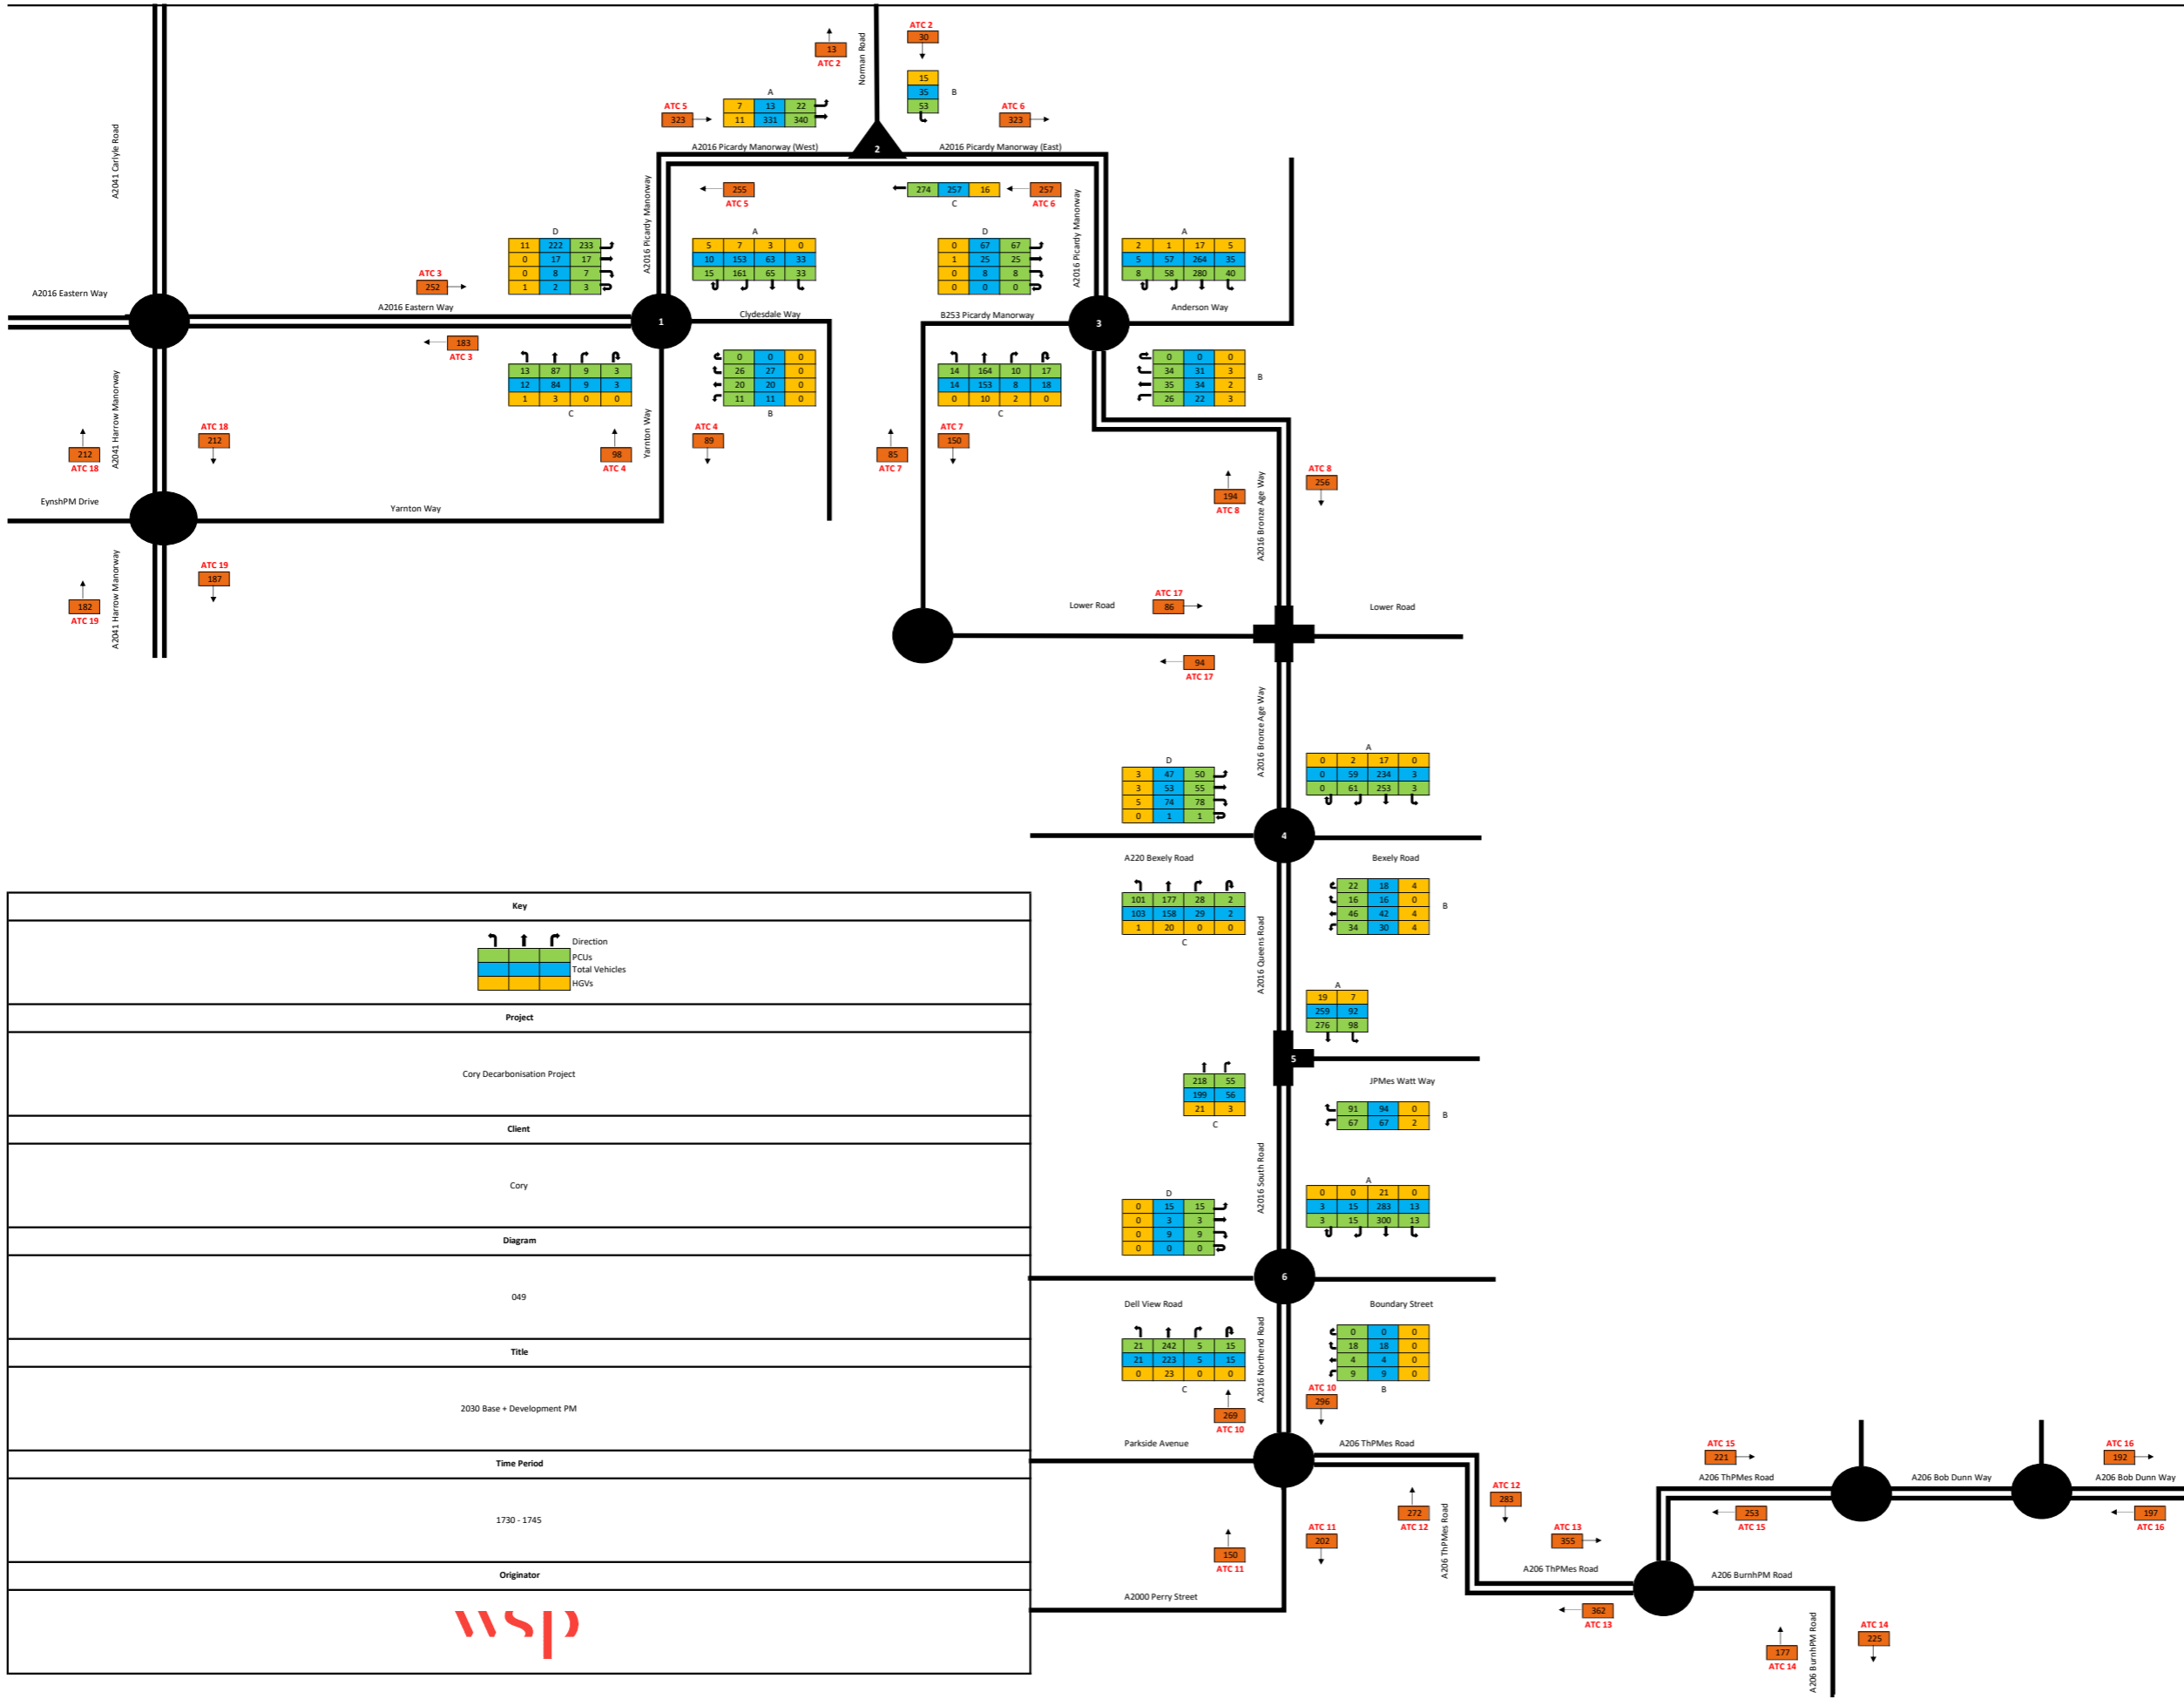 ATC 2
30
13
ATC 2
Norman Road
15
35
53
B
A
7 13 22
11 331 340
ATC 5
323
ATC 6
323
A2016 Picardy Manorway (West)
2
A2016 Picardy Manorway (East)
A2041 Carlyle Road
A2016 Picardy Manorway
255
ATC 5
274 257 16
C
257
ATC 6
A2016 Picardy Manorway
D
11 222 233
0 17 17
0 8 7
1 2 3
A
5 7 3 0
10 153 63 33
15 161 65 33
D
0 67 67
1 25 25
0 8 8
0 0 0
A
2 1 17 5
5 57 264 35
8 58 280 40
ATC 3
252
A2016 Eastern Way
A2016 Eastern Way
1
Clydesdale Way
B253 Picardy Manorway
3
Anderson Way
183
ATC 3
13 87 9 3
12 84 9 3
1 3 0 0
C
0 0 0
26 27 0
20 20 0
11 11 0
B
14 164 10 17
14 153 8 18
0 10 2 0
C
0 0 0
34 31 3
35 34 2
26 22 3
B
A2041 Harrow Manorway
212
ATC 18
ATC 18
212
98
ATC 4
Yarnton Way
ATC 4
89
85
ATC 7
ATC 7
150
194
ATC 8
A2016 Bronze Age Way
ATC 8
256
EynshPM Drive
Yarnton Way
182
ATC 19
A2041 Harrow Manorway
ATC 19
187
Lower Road
ATC 17
86
Lower Road
94
ATC 17
A2016 Bronze Age Way
D
3 47 50
3 53 55
5 74 78
0 1 1
A
0 2 17 0
0 59 234 3
0 61 253 3
4
A220 Bexely Road
Bexely Road
101 177 28 2
103 158 29 2
1 20 0 0
C
A2016 Queens Road
22 18 4
16 16 0
46 42 4
34 30 4
B
A
19 7
259 92
276 98
5
JPMes Watt Way
218 55
199 56
21 3
C
91 94 0
67 67 2
B
A2016 South Road
D
0 15 15
0 3 3
0 9 9
0 0 0
A
0 0 21 0
3 15 283 13
3 15 300 13
6
Dell View Road
Boundary Street
21 242 5 15
21 223 5 15
0 23 0 0
C
A2016 Northend Road
0 0 0
18 18 0
4 4 0
9 9 0
B
269
ATC 10
ATC 10
296
Parkside Avenue
A206 ThPMes Road
150
ATC 11
ATC 11
202
A2000 Perry Street
272
ATC 12
A206 ThPMes Road
ATC 12
283
ATC 13
355
A206 ThPMes Road
362
ATC 13
ATC 15
221
A206 ThPMes Road
253
ATC 15
A206 Bob Dunn Way
ATC 16
192
A206 Bob Dunn Way
197
ATC 16
A206 BurnhPM Road
177
ATC 14
A206 BurnhPM Road
ATC 14
225
Key
Direction
PCUs
Total Vehicles
HGVs
Project
Cory Decarbonisation Project
Client
Cory
Diagram
049
Title
2030 Base + Development PM
Time Period
1730 - 1745
Originator
wsp